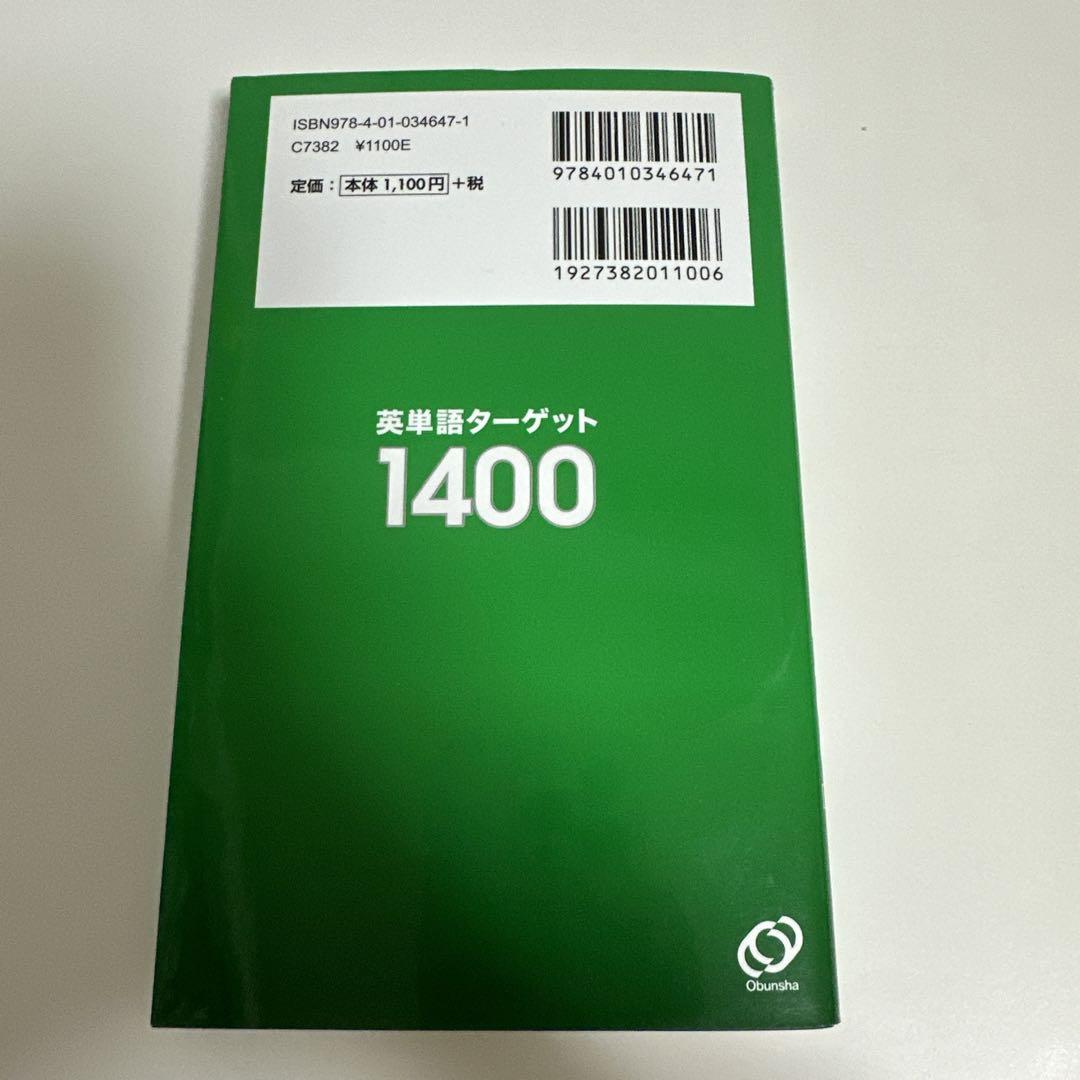 ISBN978-4-01-034647-1
C7382 ¥1100E
定価：本体1,100円+税
9784010346471
1927382011006
英単語ターゲット
1400
Obunsha